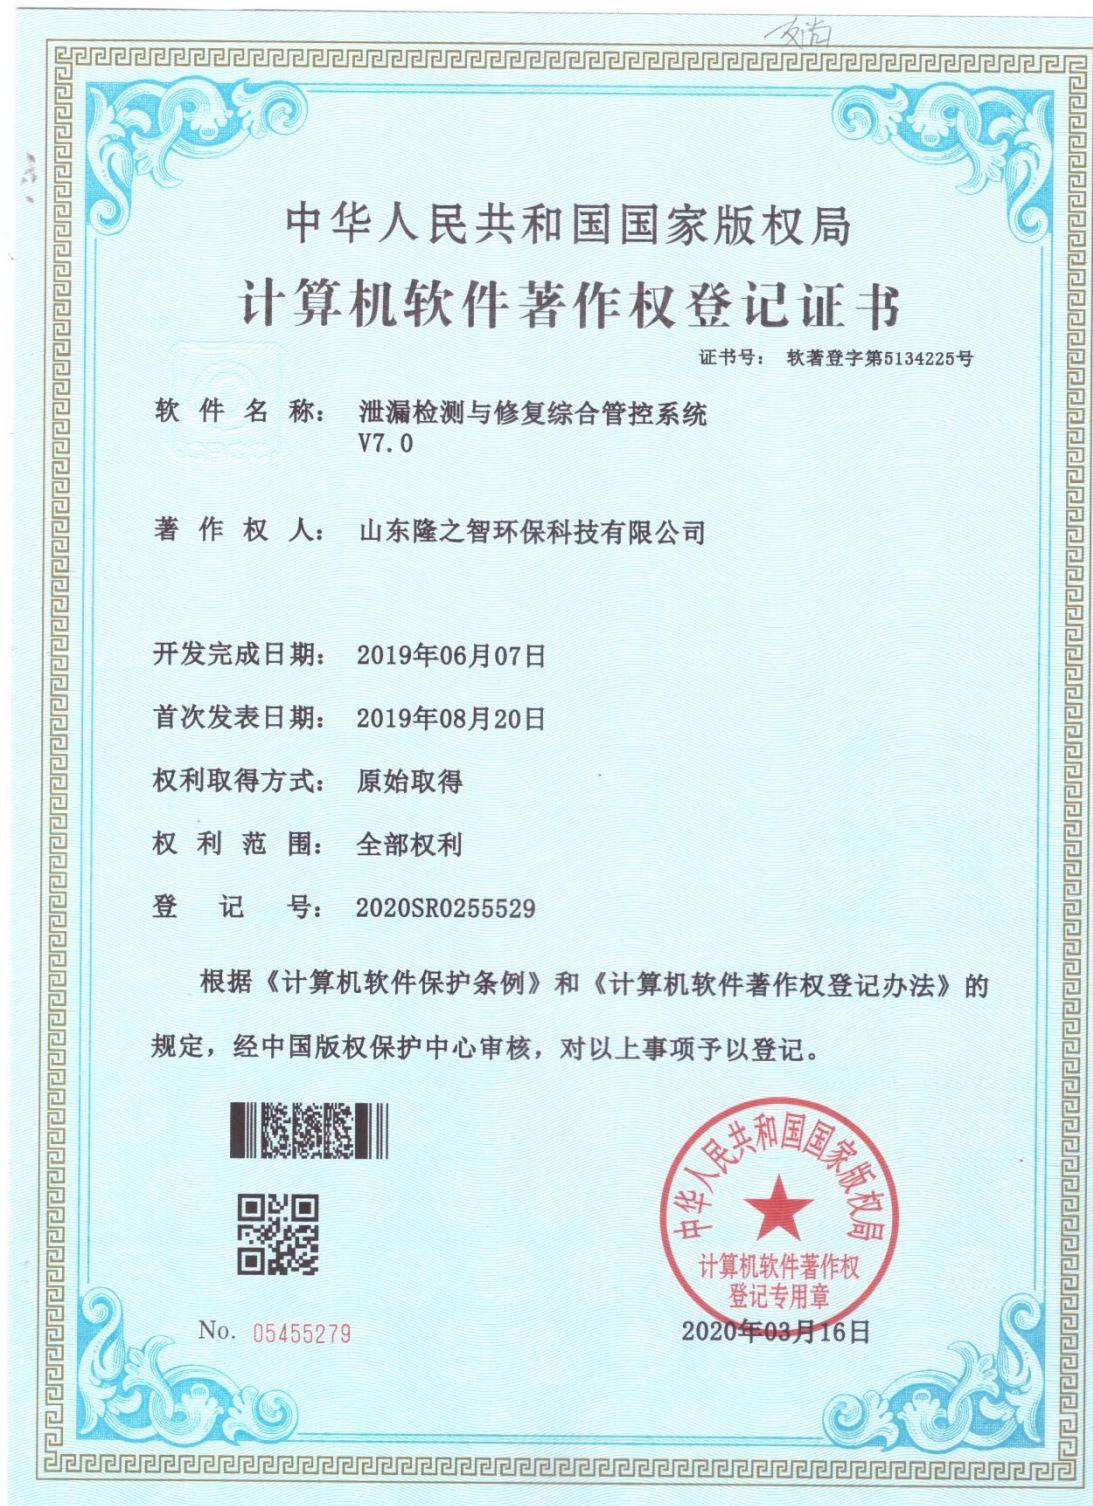 中华人民共和国国家版权局
计算机软件著作权登记证书
证书号： 软著登字第5134225号
软件名称： 泄漏检测与修复综合管控系统
V7.0
著作权人： 山东隆之智环保科技有限公司
开发完成日期： 2019年06月07日
首次发表日期： 2019年08月20日
权利取得方式： 原始取得
权利范围： 全部权利
登记号： 2020SR0255529
根据《计算机软件保护条例》和《计算机软件著作权登记办法》的
规定，经中国版权保护中心审核，对以上事项予以登记。
中华人民共和国国家版权局
计算机软件著作权
登记专用章
No. 05455279
2020年03月16日